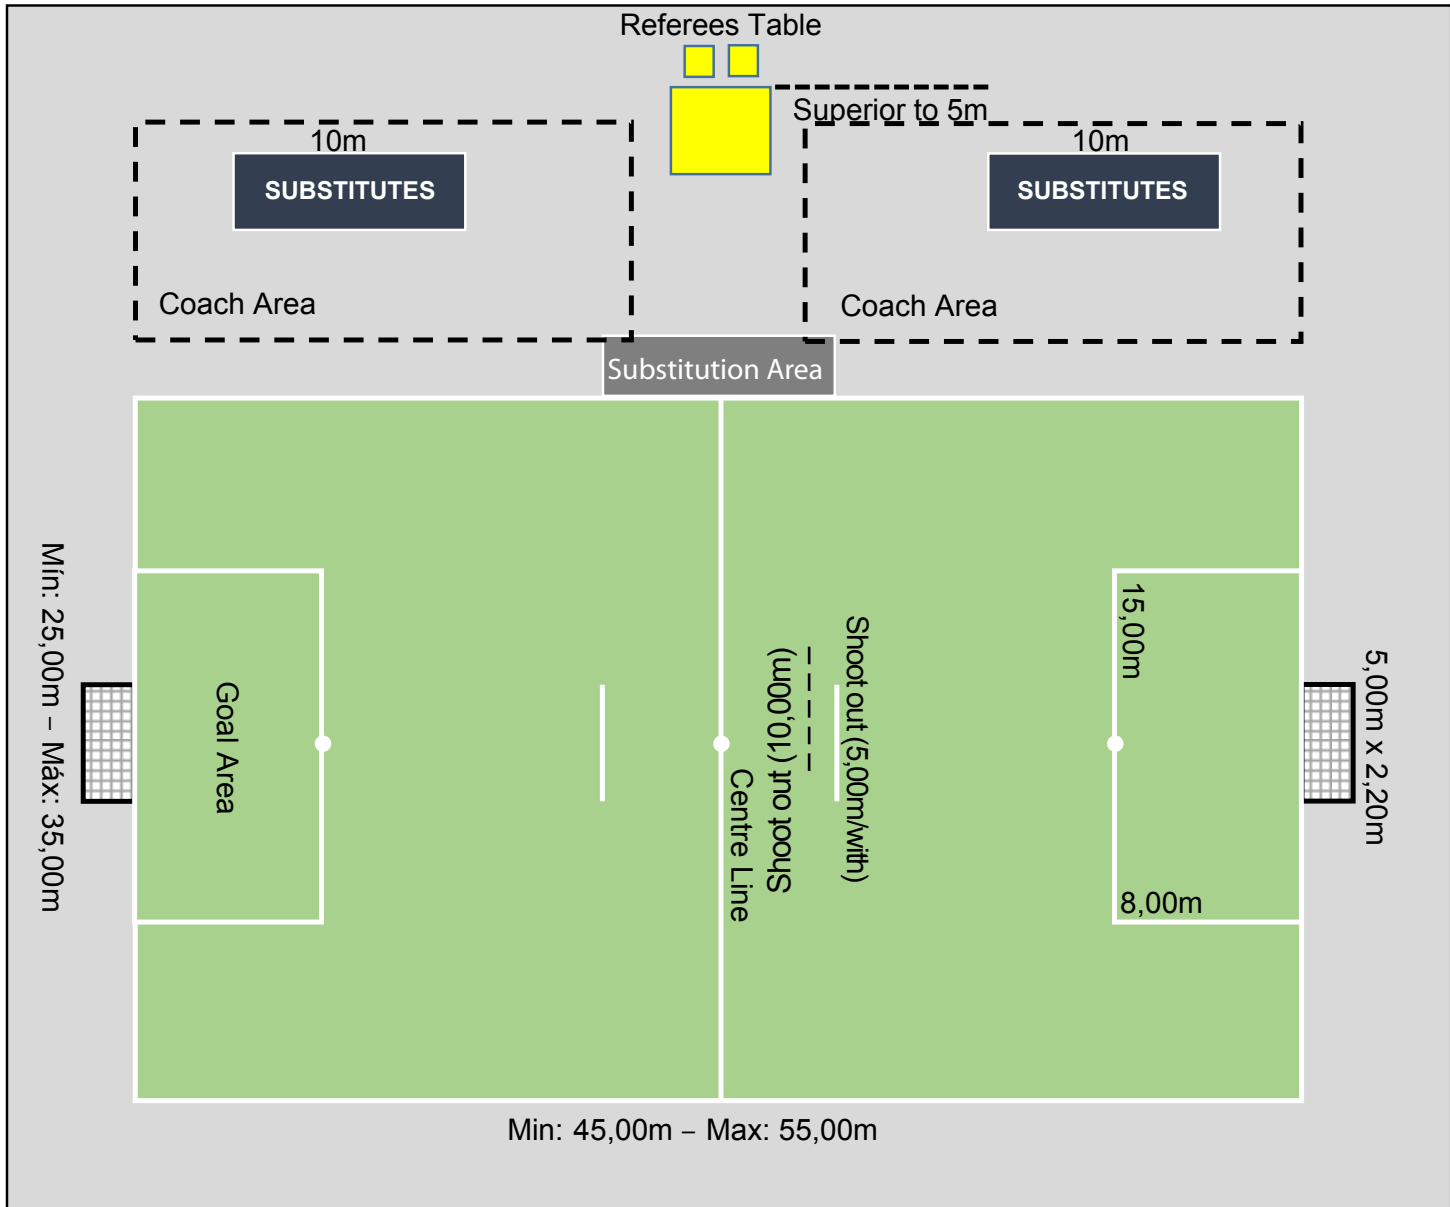 Referees Table
Superior to 5m
10m
10m
SUBSTITUTES
SUBSTITUTES
Coach Area
Coach Area
Substitution Area
Mín: 25,00m – Máx: 35,00m
Goal Area
Centre Line
Shoot out (10,00m)
Shoot out (5,00m/with)
15,00m
8,00m
5,00m x 2,20m
Min: 45,00m – Max: 55,00m